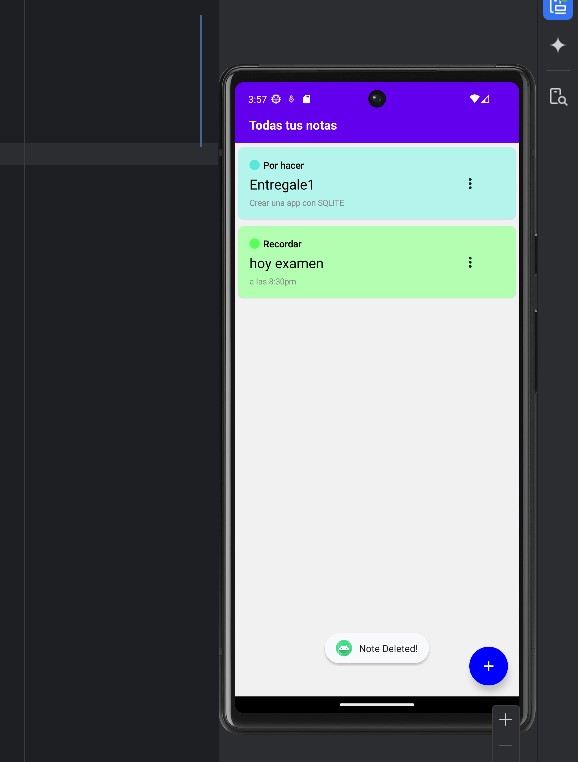 3:57
Todas tus notas
Por hacer
Entregale1
Crear una app con SQLITE
Recordar
hoy examen
a las 8:30pm
Note Deleted!